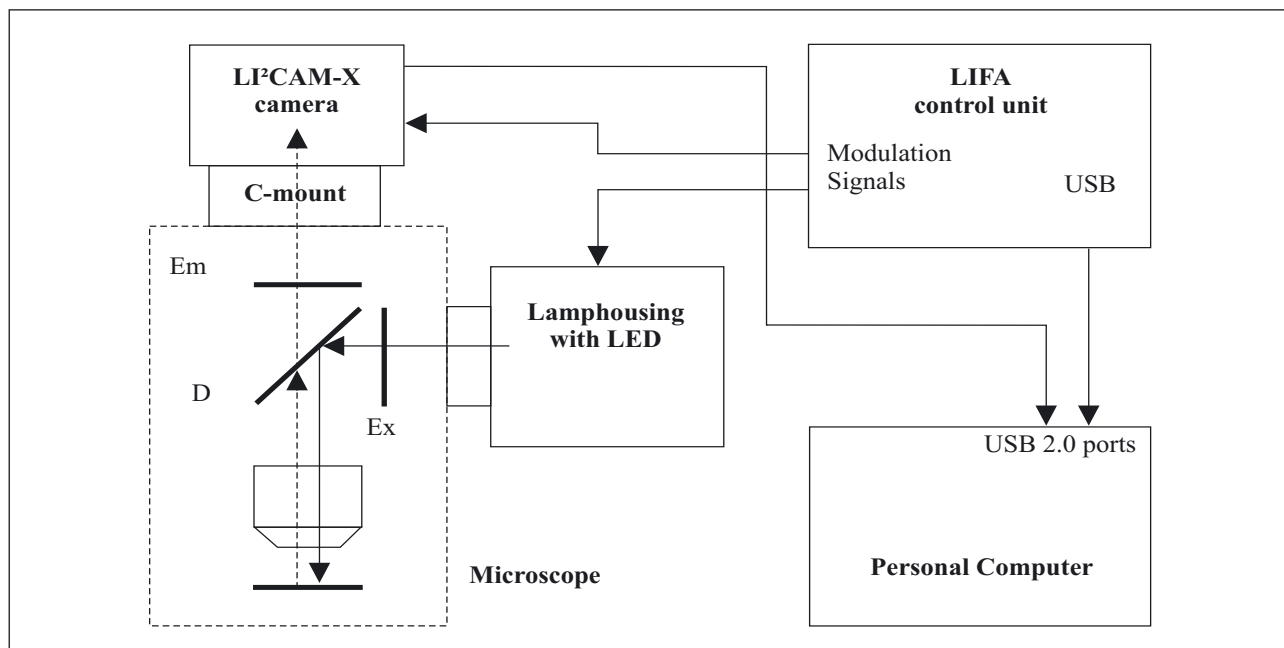 LI²CAM-X
camera
C-mount
LIFA
control unit
Modulation
Signals
USB
Em
D
Ex
Lamphousing
with LED
Microscope
USB 2.0 ports
Personal Computer